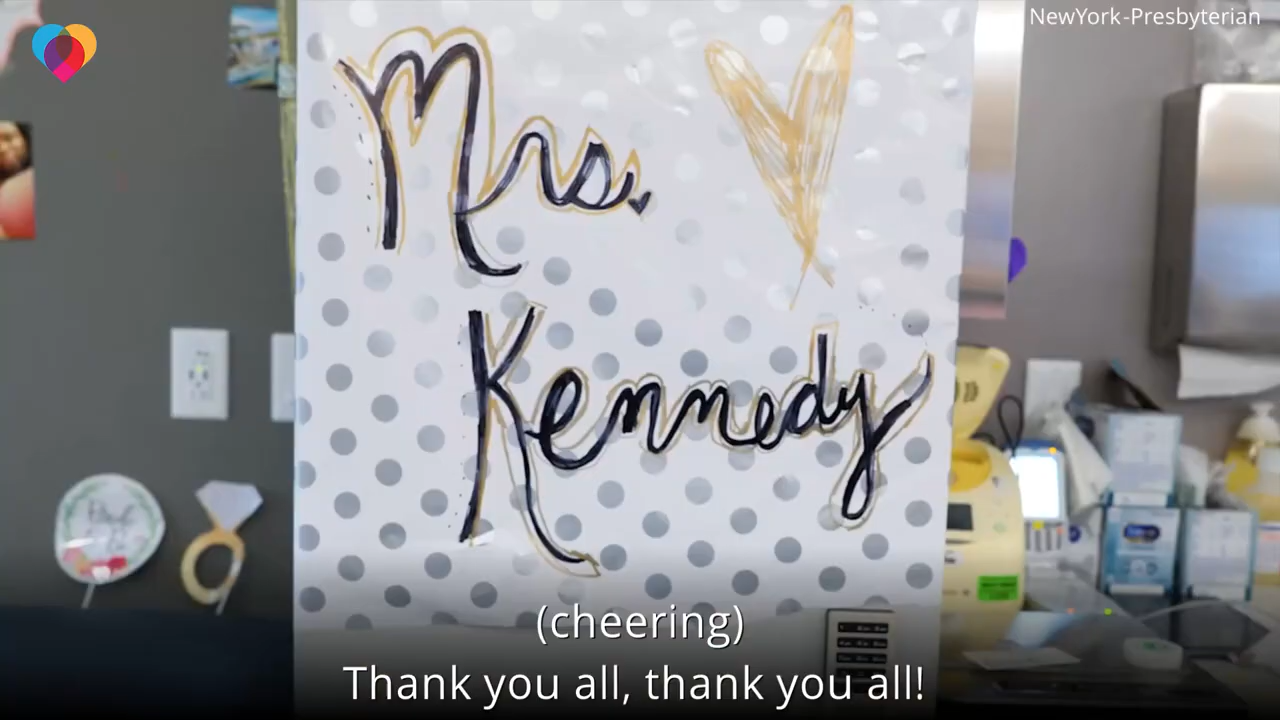 NewYork-Presbyterian
Mrs.
Kennedy
(cheering)
Thank you all, thank you all!